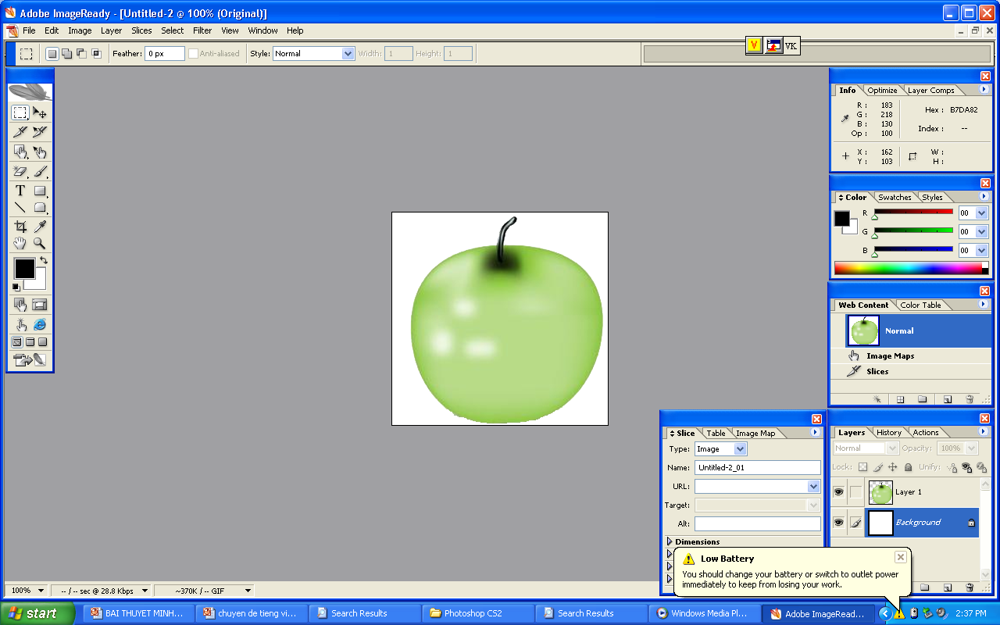 Adobe ImageReady - [Untitled-2 @ 100% (Original)]
File Edit Image Layer Slices Select Filter View Window Help
Feather: 0 px Anti-aliased Style: Normal Width: 1 Height: 1
V VK
Info Optimize Layer Comps
R : 183
G : 218
B : 130
Op : 100
Hex : B7DA82
Index : --
X : 162
Y : 103
W :
H :
Color Swatches Styles
R 00
G 00
B 00
Web Content Color Table
Normal
Image Maps
Slices
T
Slice Table Image Map
Type: Image
Name: Untitled-2_01
URL:
Target:
Alt:
Dimensions
Layers History Actions
Normal Opacity: 100%
Lock: Unify:
Layer 1
Background
Low Battery
You should change your battery or switch to outlet power
immediately to keep from losing your work.
100% -- / -- sec @ 28.8 Kbps ~370K / -- GIF
start BAI THUYET MINH... chuyen de tieng vi... Search Results Photoshop CS2 Search Results Windows Media Pl... Adobe ImageRead... 2:37 PM